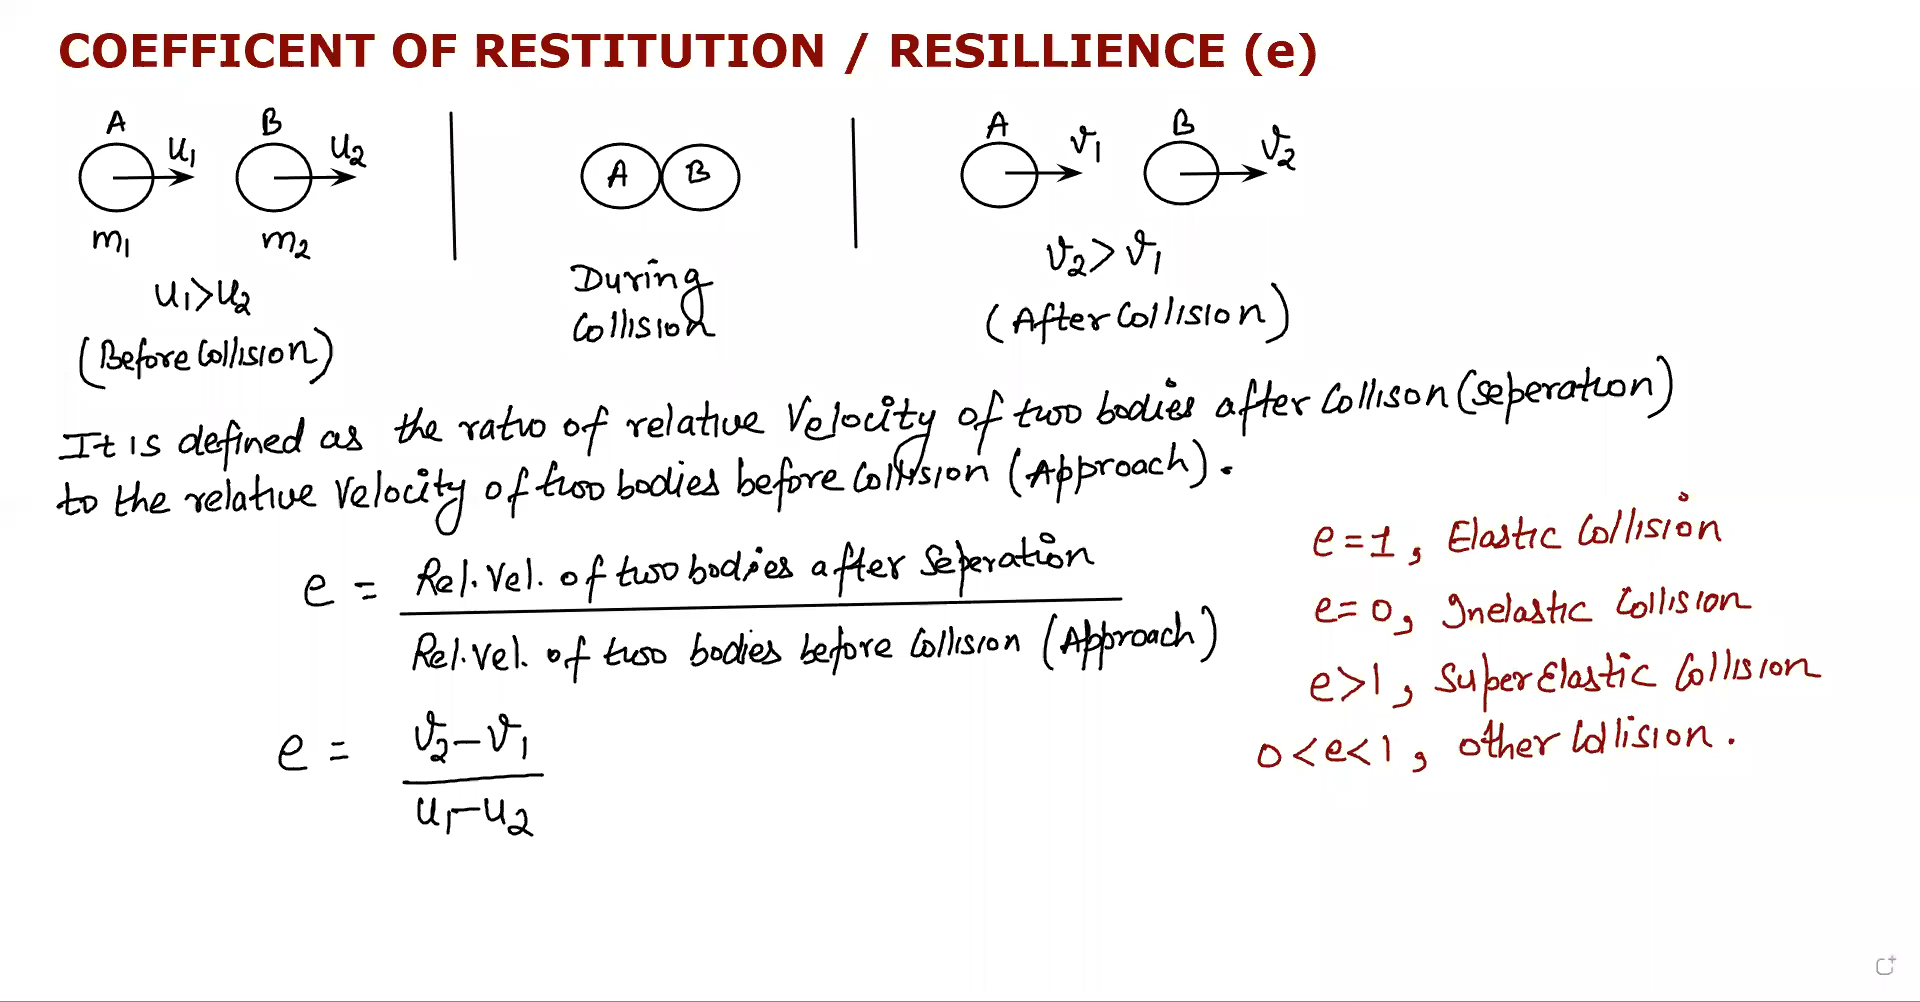 COEFFICENT OF RESTITUTION / RESILLIENCE (e)
A u1 B u2
m1 m2
u1>u2
(Before Collision)
A B
During
Collision
A v1 B v2
v2>v1
(After Collision)
It is defined as the ratio of relative Velocity of two bodies after Collison (Seperation)
to the relative Velocity of two bodies before Collision (Approach).
e = Rel. Vel. of two bodies after Seperation
Rel. Vel. of two bodies before Collision (Approach)
e = v2-v1
u1-u2
e=1, Elastic Collision
e=0, Inelastic Collision
e>1, Super Elastic Collision
0<e<1, other Collision.